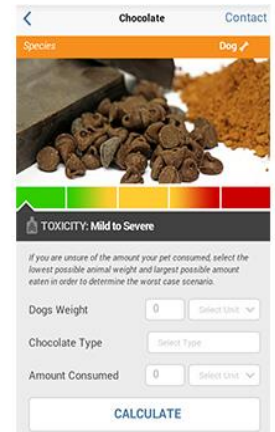 Chocolate
Contact
Species
Dog
TOXICITY: Mild to Severe
If you are unsure of the amount your pet consumed, select the
lowest possible animal weight and largest possible amount
eaten in order to determine the worst case scenario.
Dogs Weight 0 Select Unit
Chocolate Type Select Type
Amount Consumed 0 Select Unit
CALCULATE